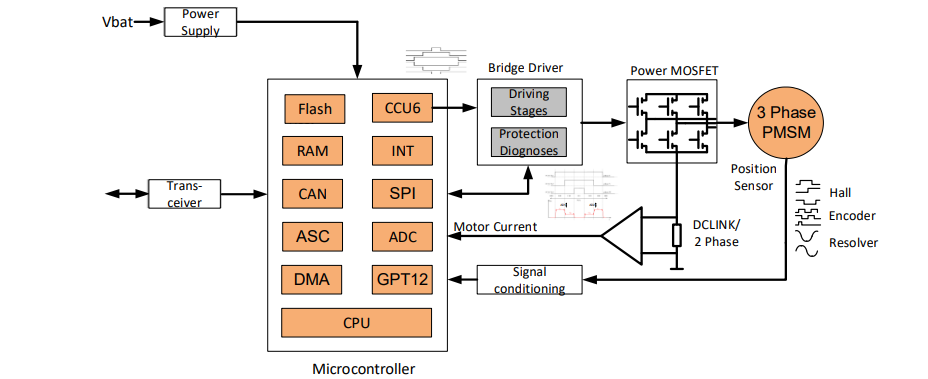 Vbat
Power
Supply
Bridge Driver
Power MOSFET
Flash
CCU6
Driving
Stages
3 Phase
PMSM
RAM
INT
Protection
Diagnoses
Position
Sensor
Trans-
ceiver
CAN
SPI
Hall
Encoder
Resolver
ASC
ADC
Motor Current
DCLINK/
2 Phase
DMA
GPT12
Signal
conditioning
CPU
Microcontroller